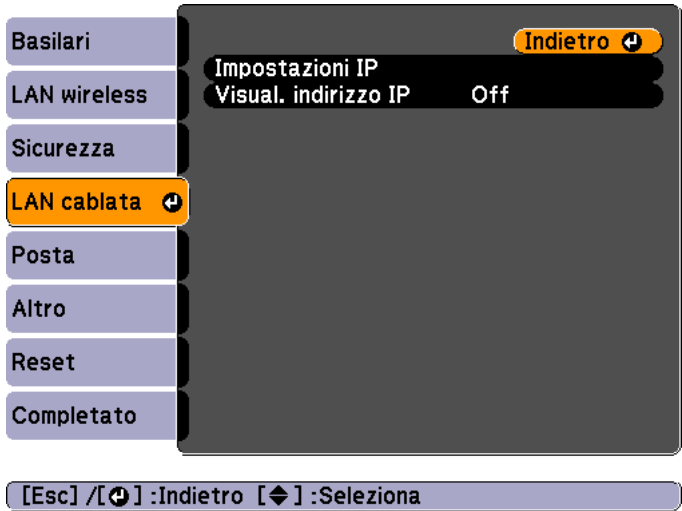 Basilari
LAN wireless
Sicurezza
LAN cablata
Posta
Altro
Reset
Completato
Indietro
Impostazioni IP
Visual. indirizzo IP Off
[Esc] /[⏎] :Indietro [◆] :Seleziona